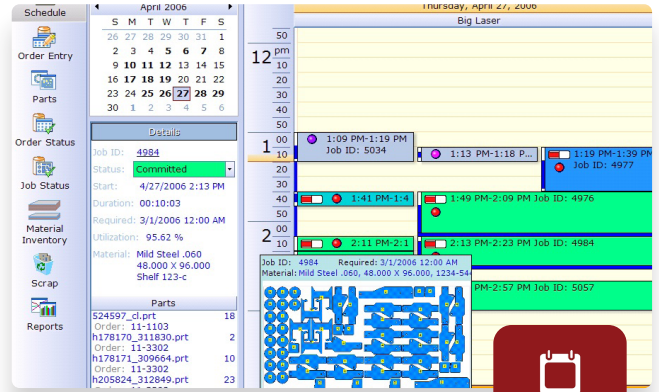 Schedule
Order Entry
Parts
Order Status
Job Status
Material
Inventory
Scrap
Reports
April 2006
S M T W T F S
26 27 28 29 30 31 1
2 3 4 5 6 7 8
9 10 11 12 13 14 15
16 17 18 19 20 21 22
23 24 25 26 27 28 29
30 1 2 3 4 5 6
Details
Job ID: 4984
Status: Committed
Start: 4/27/2006 2:13 PM
Duration: 00:10:03
Required: 3/1/2006 12:00 AM
Utilization: 95.62 %
Material: Mild Steel .060
48.000 X 96.000
Shelf 123-c
Parts
524597_cl.prt 18
Order: 11-1103
h178170_311830.prt 2
Order: 11-3302
h178171_309664.prt 10
Order: 11-3302
h205824_312849.prt 23
Thursday, April 27, 2006
Big Laser
50
12 pm
10
20
30
40
50
1 00
10
20
30
40
50
2 00
10
1:09 PM-1:19 PM
Job ID: 5034
1:13 PM-1:18 P...
1:19 PM-1:39 PM
Job ID: 4977
1:41 PM-1:4
1:49 PM-2:09 PM Job ID: 4976
2:11 PM-2:1
2:13 PM-2:23 PM Job ID: 4984
PM-2:57 PM Job ID: 5057
Job ID: 4984 Required: 3/1/2006 12:00 AM
Material: Mild Steel .060, 48.000 X 96.000, 1234-54